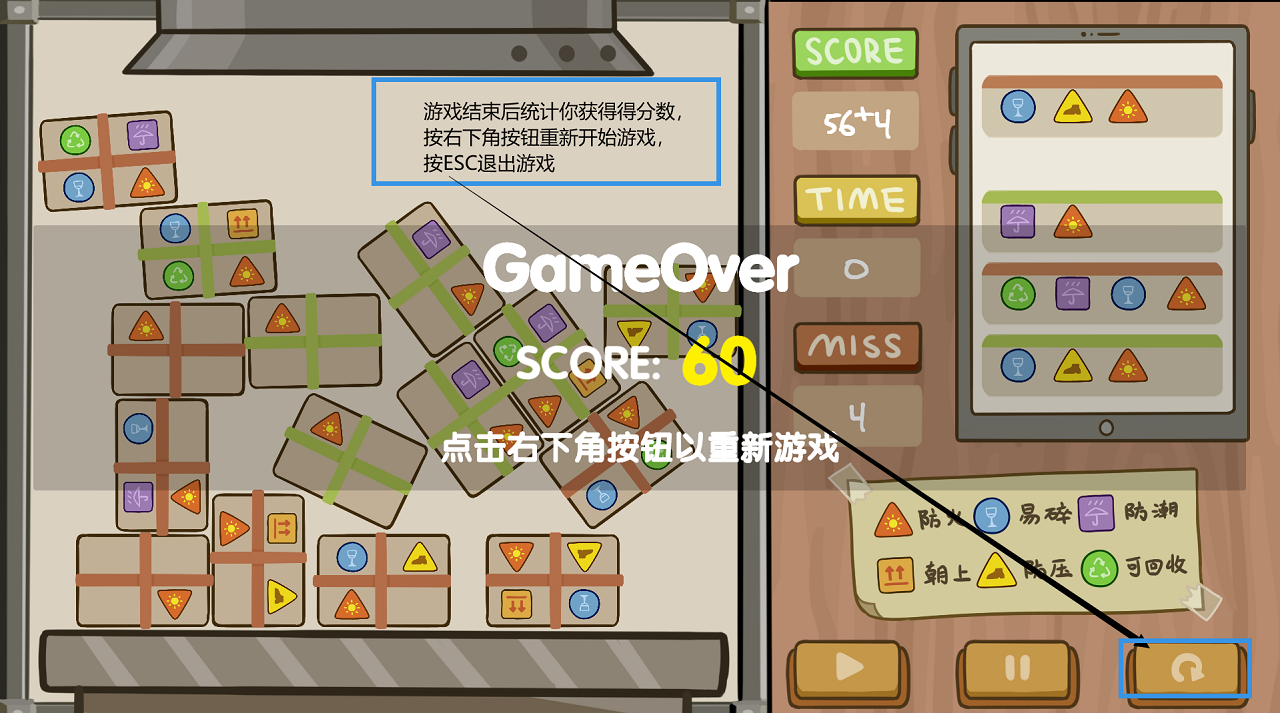 SCORE
56+4
游戏结束后统计你获得得分数，
按右下角按钮重新开始游戏，
按ESC退出游戏
TIME
0
GameOver
MISS
SCORE: 60
4
点击右下角按钮以重新游戏
防火 易碎 防潮
朝上 防压 可回收